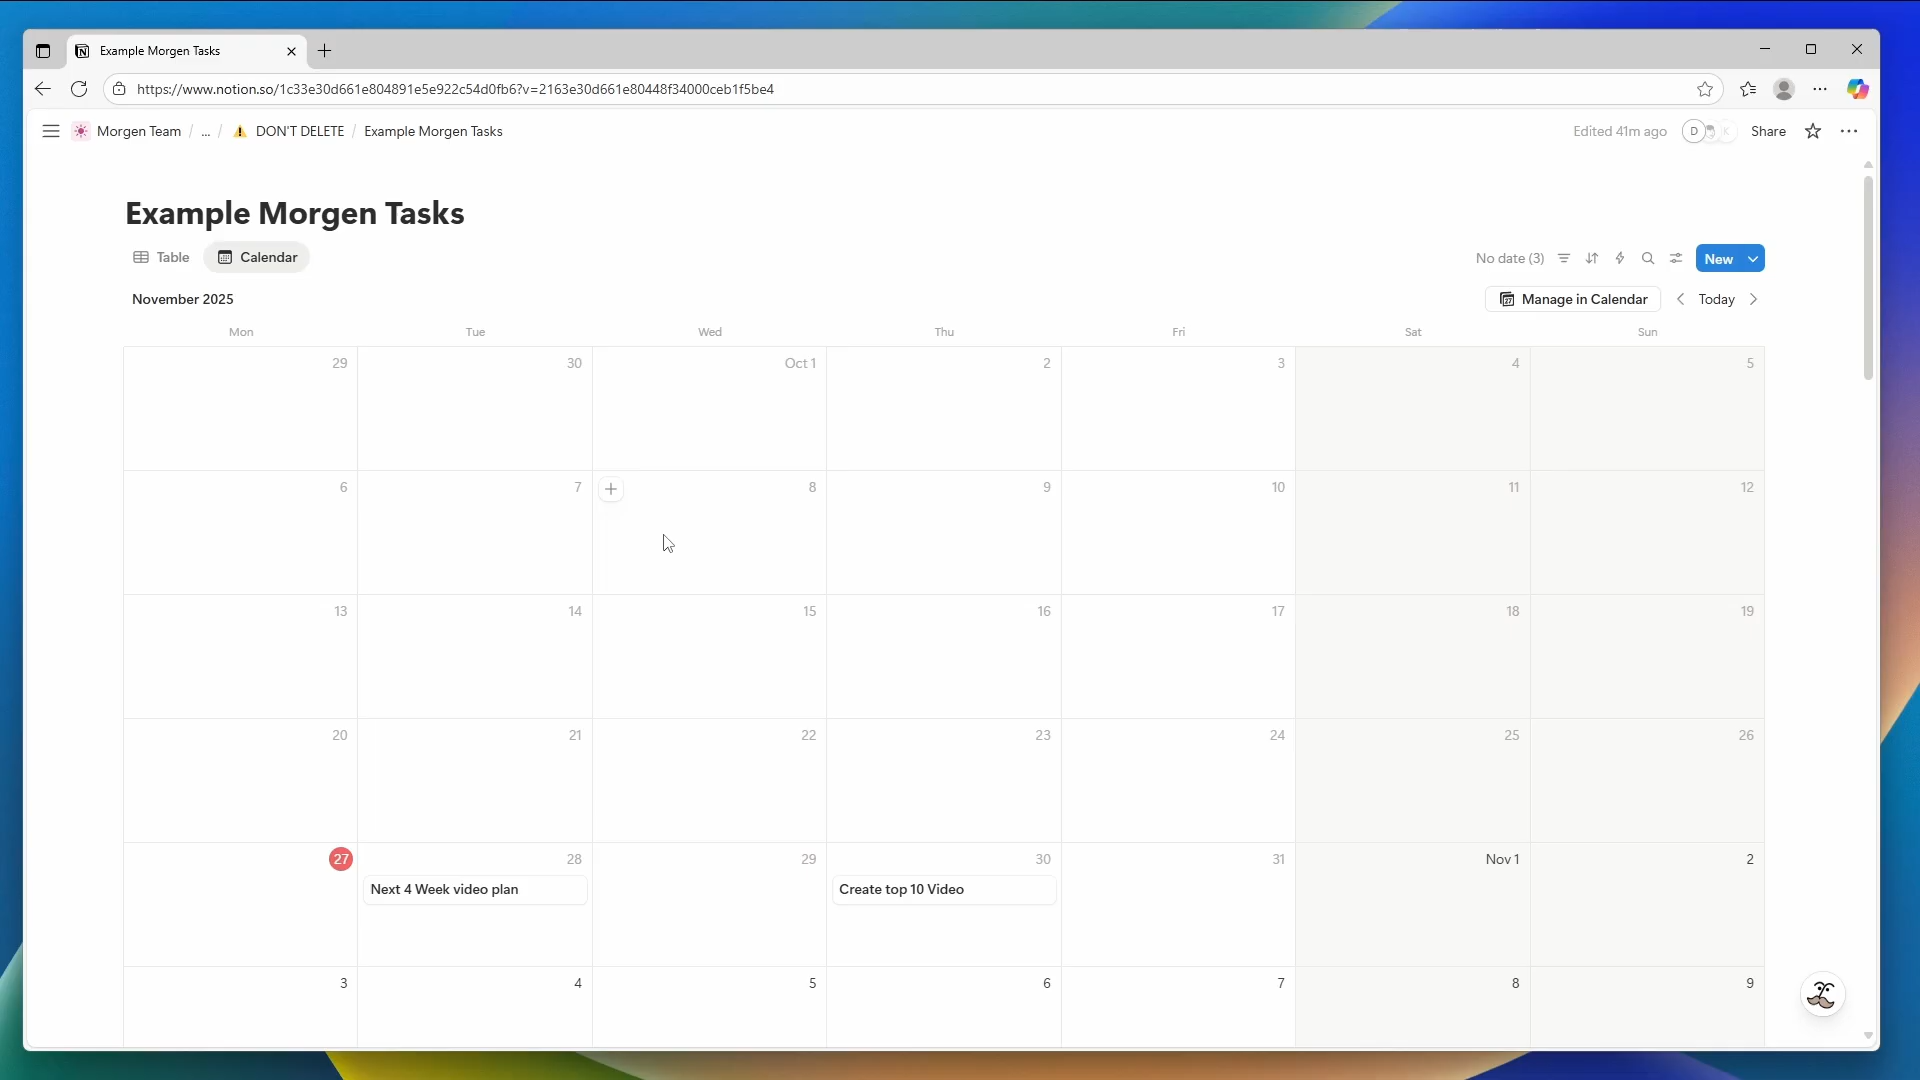 Example Morgen Tasks
https://www.notion.so/1c33e30d661e804891e5e922c54d0fb6?v=2163e30d661e80448f34000ceb1f5be4
Morgen Team / ... / DON'T DELETE / Example Morgen Tasks
Edited 41m ago
D
K
Share
Example Morgen Tasks
Table
Calendar
No date (3)
New
November 2025
Manage in Calendar
Today
Mon Tue Wed Thu Fri Sat Sun
29 30 Oct 1 2 3 4 5
6 7 8 9 10 11 12
13 14 15 16 17 18 19
20 21 22 23 24 25 26
27 28 29 30 31 Nov 1 2
Next 4 Week video plan
Create top 10 Video
3 4 5 6 7 8 9